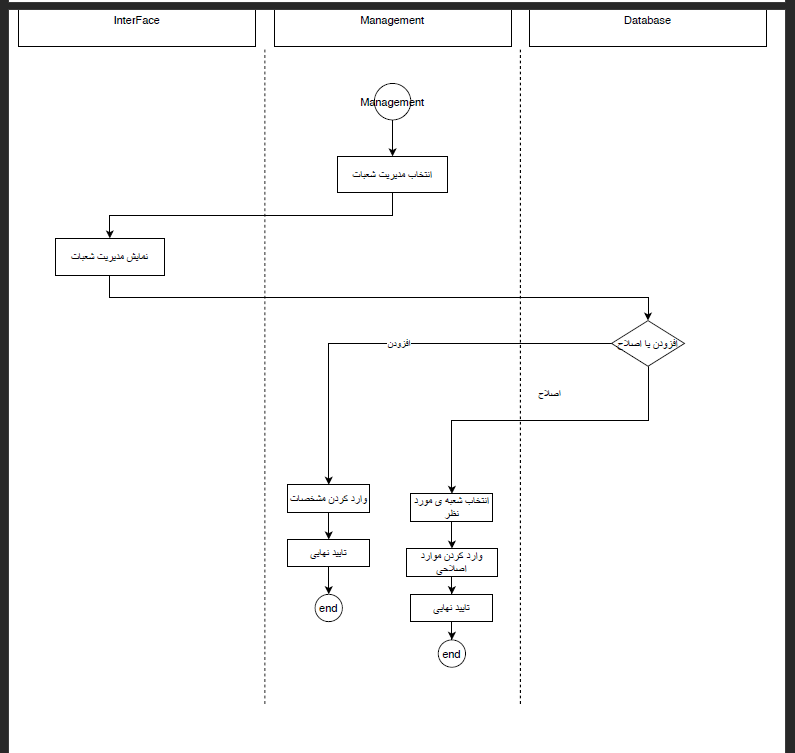 InterFace
Management
Database
Management
انتخاب مدیریت شعبات
نمایش مدیریت شعبات
افزودن یا اصلاح
افزودن
اصلاح
وارد کردن مشخصات
تایید نهایی
end
انتخاب شعبه ی مورد
نظر
وارد کردن موارد
اصلاحی
تایید نهایی
end